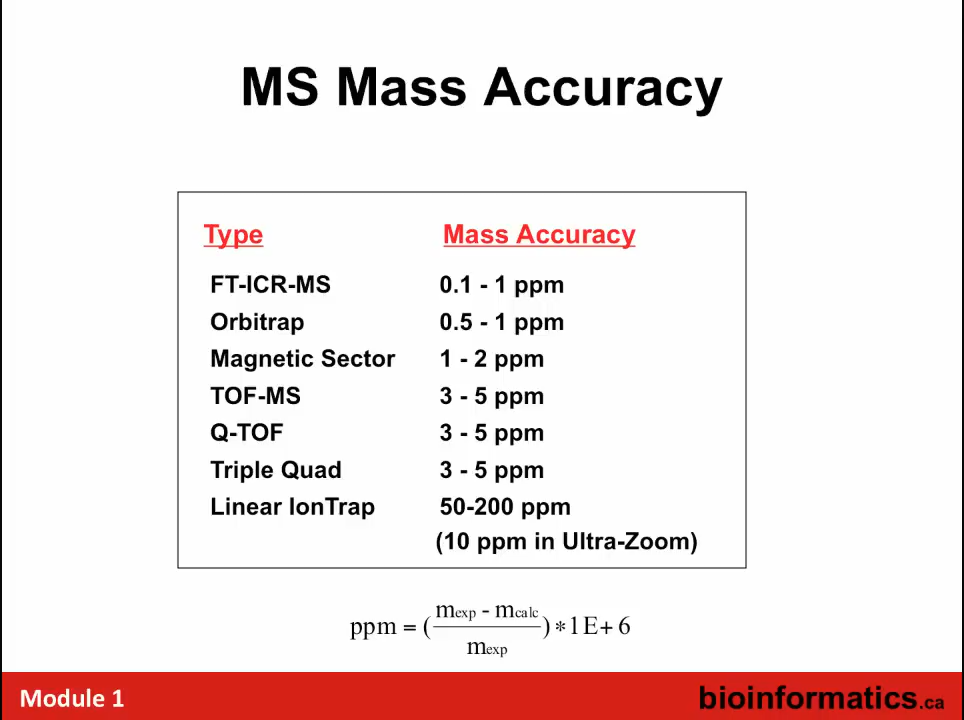 MS Mass Accuracy
Type Mass Accuracy
FT-ICR-MS 0.1 - 1 ppm
Orbitrap 0.5 - 1 ppm
Magnetic Sector 1 - 2 ppm
TOF-MS 3 - 5 ppm
Q-TOF 3 - 5 ppm
Triple Quad 3 - 5 ppm
Linear IonTrap 50-200 ppm
(10 ppm in Ultra-Zoom)
ppm = (
mexp - mcalc
mexp
) * 1E+ 6
Module 1 bioinformatics.ca